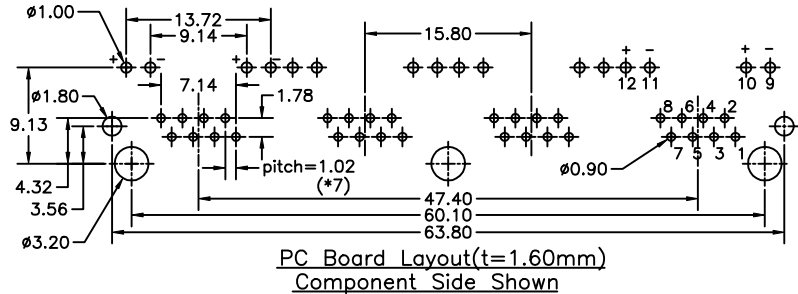 ø1.00
13.72
9.14
15.80
+ - + - + - + -
12 11 10 9
7.14
1.78
ø1.80
9.13
8 6 4 2
7 5 3 1
pitch=1.02
(*7)
ø0.90
4.32
3.56
47.40
60.10
63.80
ø3.20
PC Board Layout(t=1.60mm)
Component Side Shown